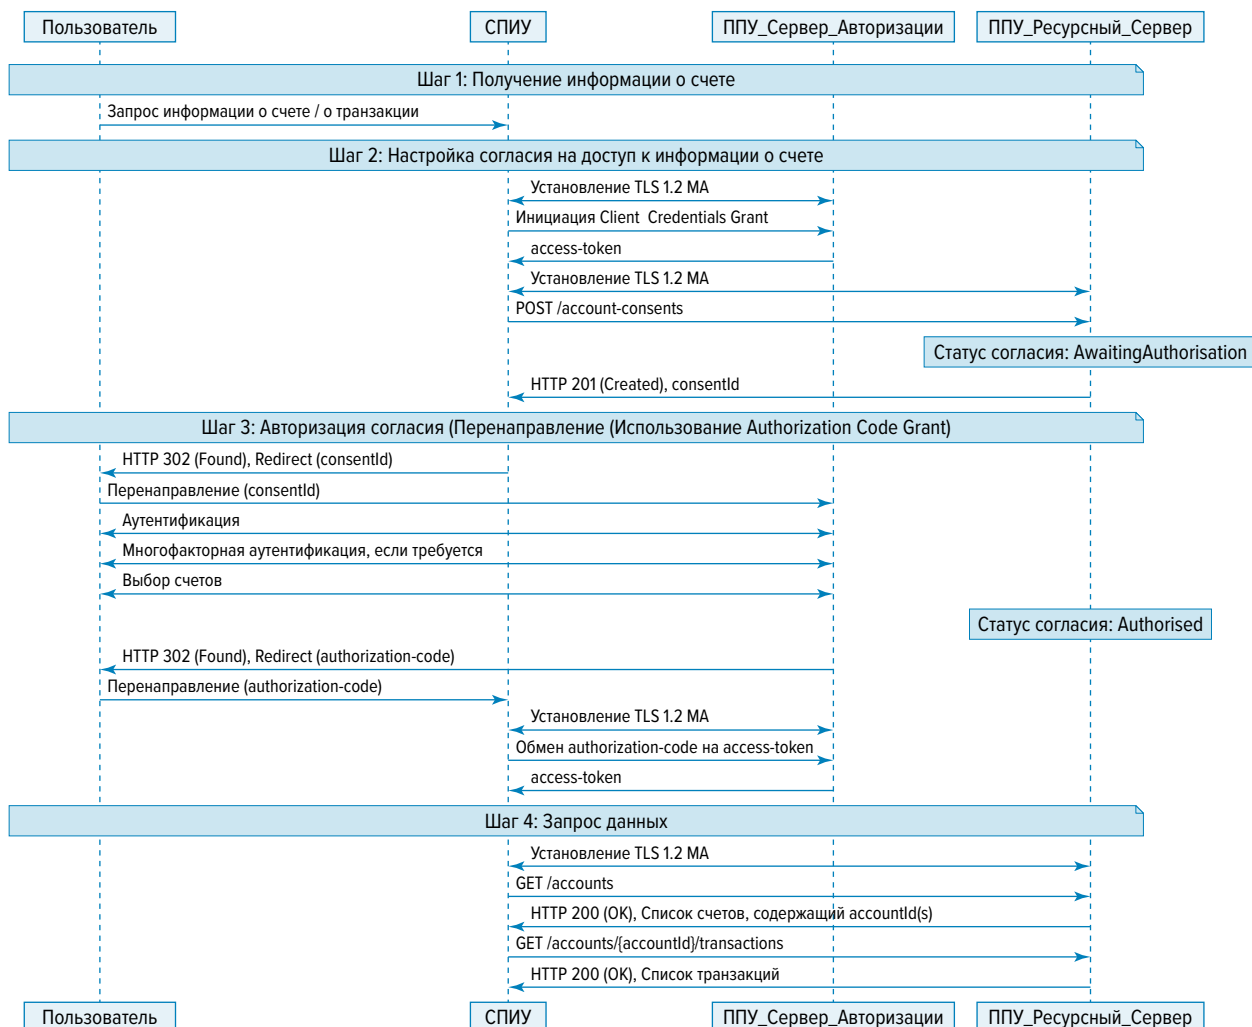 Пользователь
СПИУ
ППУ_Сервер_Авторизации
ППУ_Ресурсный_Сервер
Шаг 1: Получение информации о счете
Запрос информации о счете / о транзакции
Шаг 2: Настройка согласия на доступ к информации о счете
Установление TLS 1.2 MA
Инициация Client Credentials Grant
access-token
Установление TLS 1.2 MA
POST /account-consents
Статус согласия: AwaitingAuthorisation
HTTP 201 (Created), consentId
Шаг 3: Авторизация согласия (Перенаправление (Использование Authorization Code Grant)
HTTP 302 (Found), Redirect (consentId)
Перенаправление (consentId)
Аутентификация
Многофакторная аутентификация, если требуется
Выбор счетов
Статус согласия: Authorised
HTTP 302 (Found), Redirect (authorization-code)
Перенаправление (authorization-code)
Установление TLS 1.2 MA
Обмен authorization-code на access-token
access-token
Шаг 4: Запрос данных
Установление TLS 1.2 MA
GET /accounts
HTTP 200 (OK), Список счетов, содержащий accountId(s)
GET /accounts/{accountId}/transactions
HTTP 200 (OK), Список транзакций
Пользователь
СПИУ
ППУ_Сервер_Авторизации
ППУ_Ресурсный_Сервер